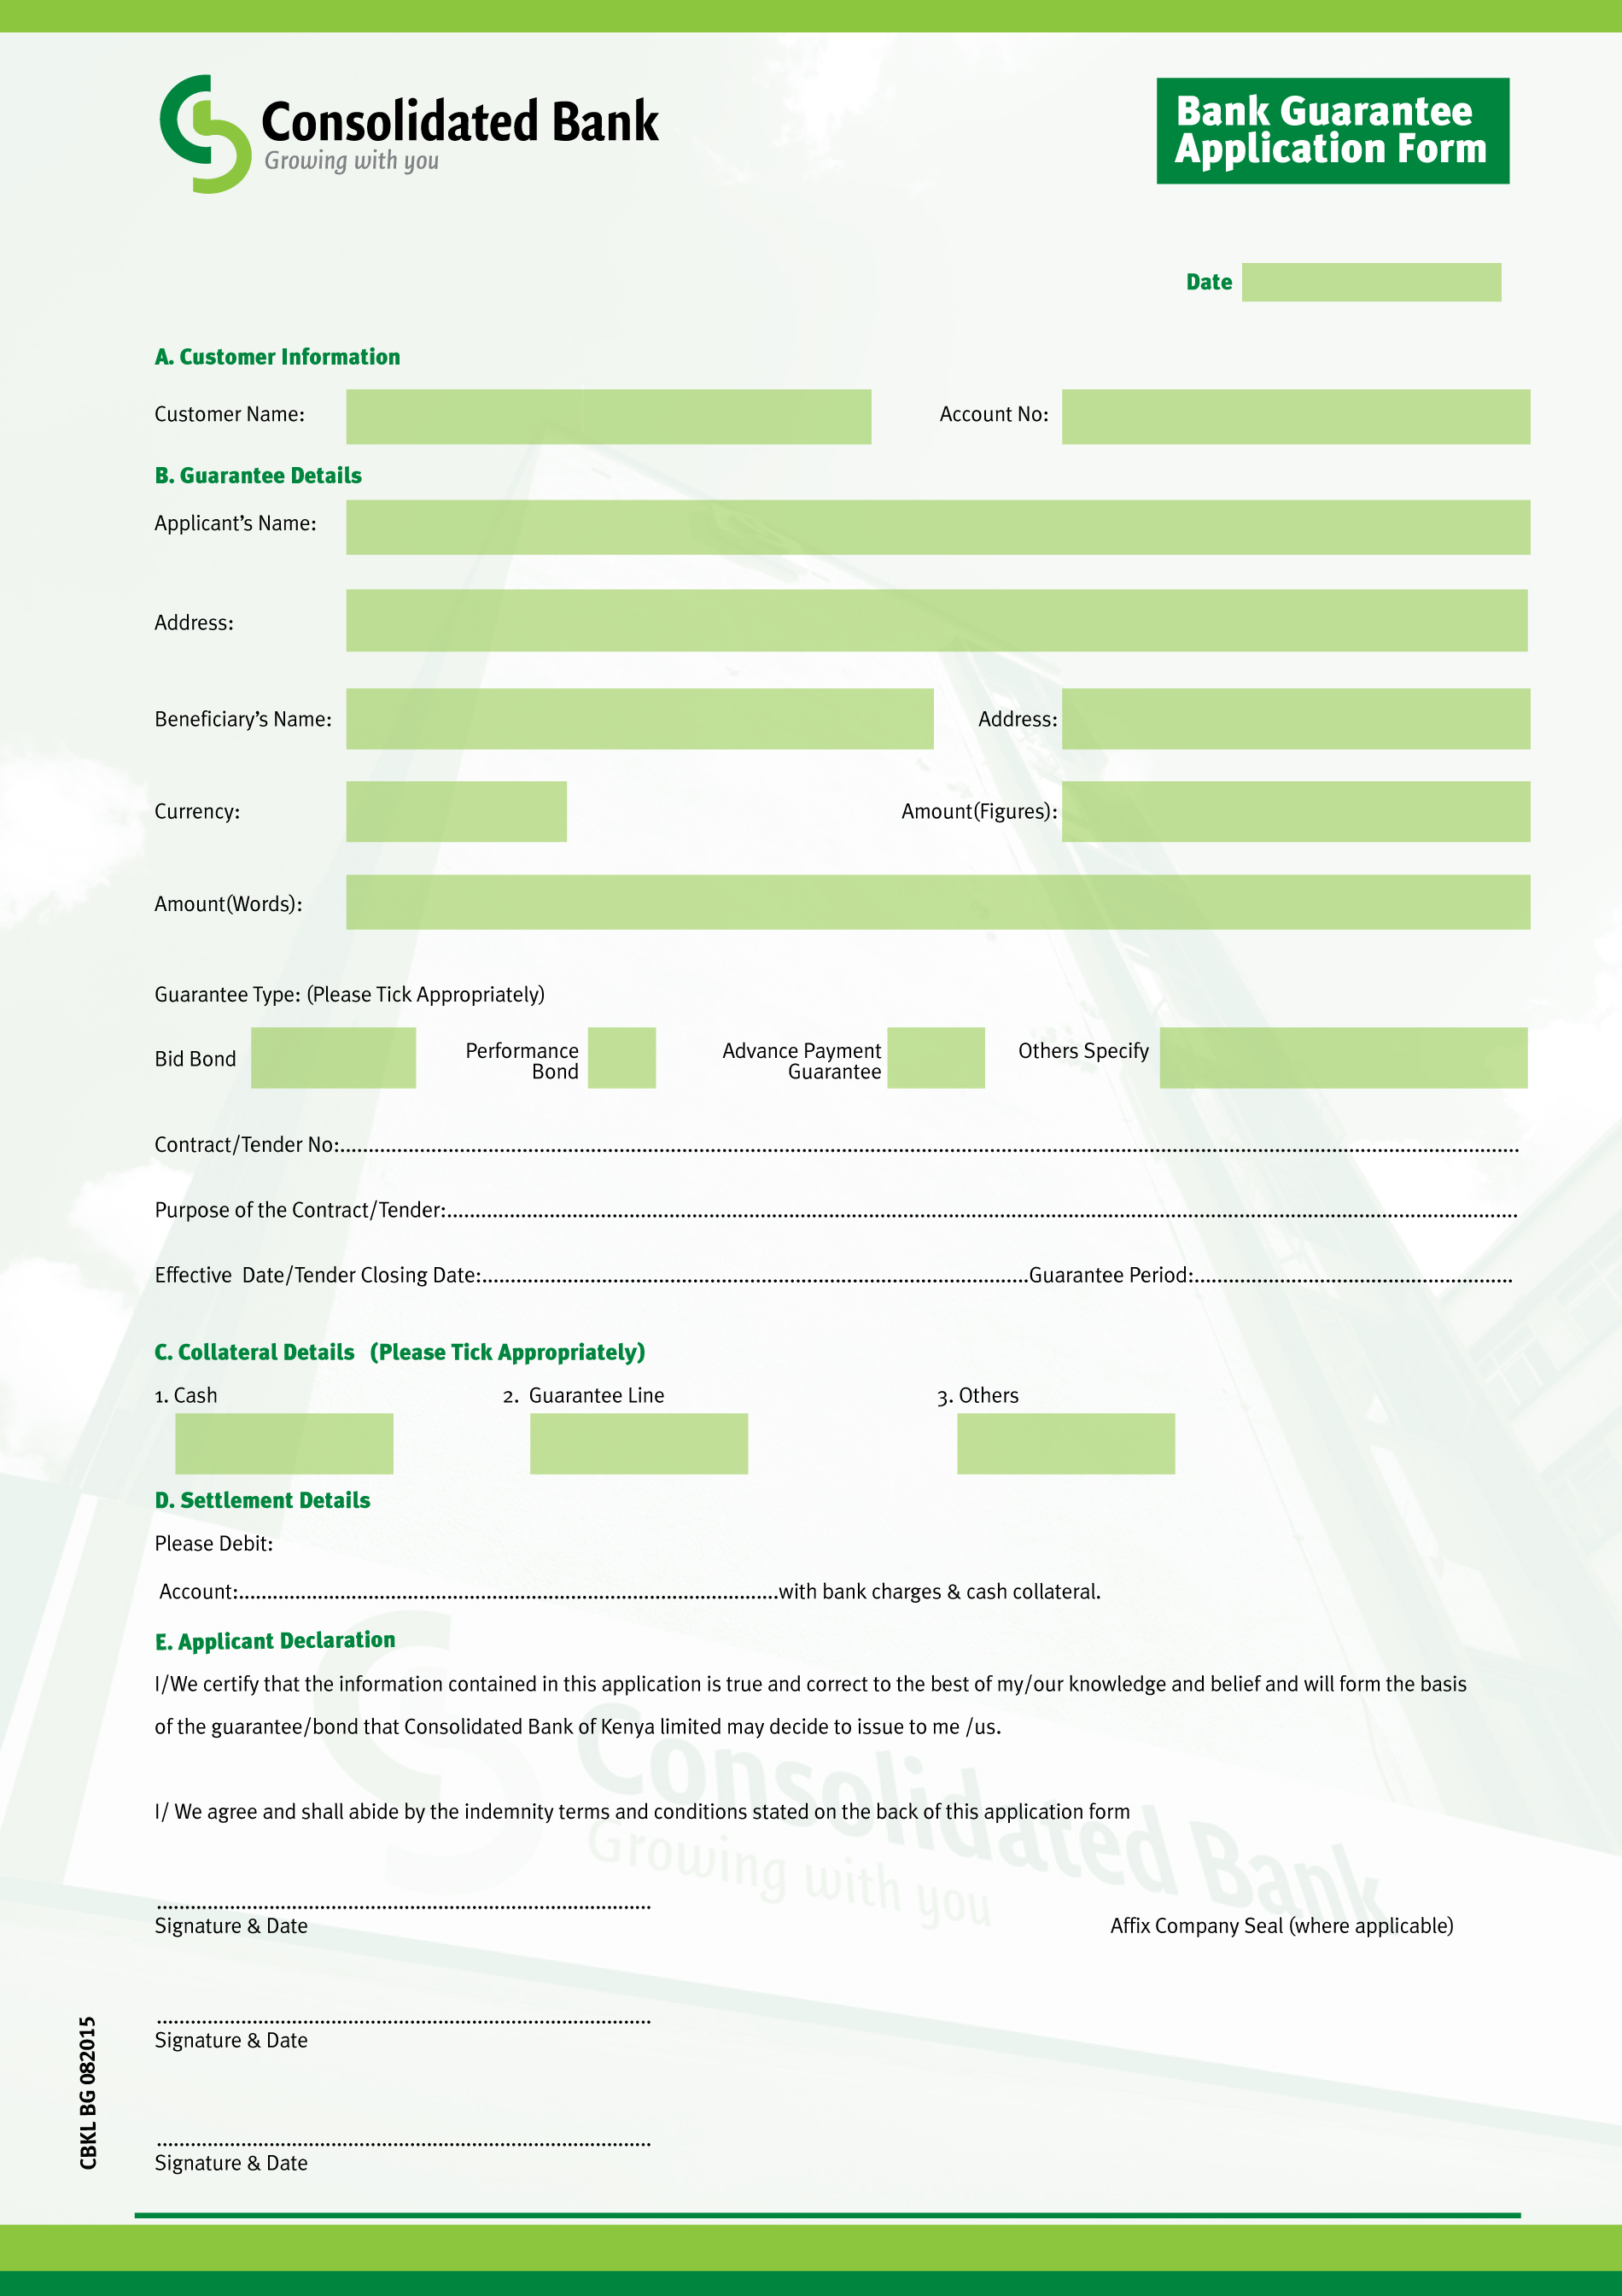 Consolidated Bank
Growing with you
Bank Guarantee
Application Form
Date
A. Customer Information
Customer Name: Account No:
B. Guarantee Details
Applicant’s Name:
Address:
Beneficiary’s Name: Address:
Currency: Amount(Figures):
Amount(Words):
Guarantee Type: (Please Tick Appropriately)
Bid Bond Performance Bond Advance Payment Guarantee Others Specify
Contract/Tender No:
Purpose of the Contract/Tender:
Effective Date/Tender Closing Date: Guarantee Period:
C. Collateral Details (Please Tick Appropriately)
1. Cash 2. Guarantee Line 3. Others
D. Settlement Details
Please Debit:
Account: with bank charges & cash collateral.
E. Applicant Declaration
I/We certify that the information contained in this application is true and correct to the best of my/our knowledge and belief and will form the basis
of the guarantee/bond that Consolidated Bank of Kenya limited may decide to issue to me /us.
Consolidated Bank
I/ We agree and shall abide by the indemnity terms and conditions stated on the back of this application form
Growing with you
Signature & Date Affix Company Seal (where applicable)
Signature & Date
Signature & Date
CBKL BG 082015